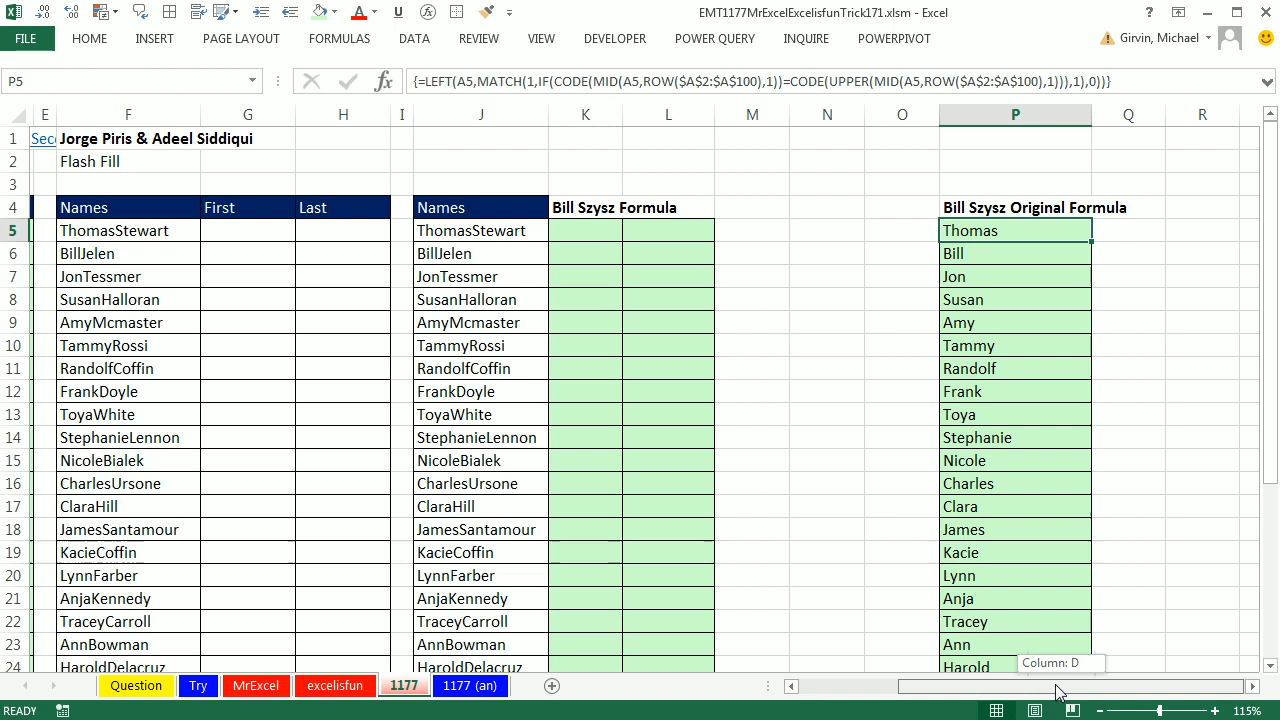 EMT1177MrExcelExcelisfunTrick171.xlsm - Excel
FILE HOME INSERT PAGE LAYOUT FORMULAS DATA REVIEW VIEW DEVELOPER POWER QUERY INQUIRE POWERPIVOT Girvin, Michael
P5 fx {=LEFT(A5,MATCH(1,IF(CODE(MID(A5,ROW($A$2:$A$100),1))=CODE(UPPER(MID(A5,ROW($A$2:$A$100),1))),1),0))}
E F G H I J K L M N O P Q R
1 Seco Jorge Piris & Adeel Siddiqui
2 Flash Fill
3
4 Names First Last Names Bill Szysz Formula Bill Szysz Original Formula
5 ThomasStewart ThomasStewart Thomas
6 BillJelen BillJelen Bill
7 JonTessmer JonTessmer Jon
8 SusanHalloran SusanHalloran Susan
9 AmyMcmaster AmyMcmaster Amy
10 TammyRossi TammyRossi Tammy
11 RandolfCoffin RandolfCoffin Randolf
12 FrankDoyle FrankDoyle Frank
13 ToyaWhite ToyaWhite Toya
14 StephanieLennon StephanieLennon Stephanie
15 NicoleBialek NicoleBialek Nicole
16 CharlesUrsone CharlesUrsone Charles
17 ClaraHill ClaraHill Clara
18 JamesSantamour JamesSantamour James
19 KacieCoffin KacieCoffin Kacie
20 LynnFarber LynnFarber Lynn
21 AnjaKennedy AnjaKennedy Anja
22 TraceyCarroll TraceyCarroll Tracey
23 AnnBowman AnnBowman Ann
24 HaroldDelacruz HaroldDelacruz Harold
Column: D
Question Try MrExcel excelisfun 1177 1177 (an)
READY 115%